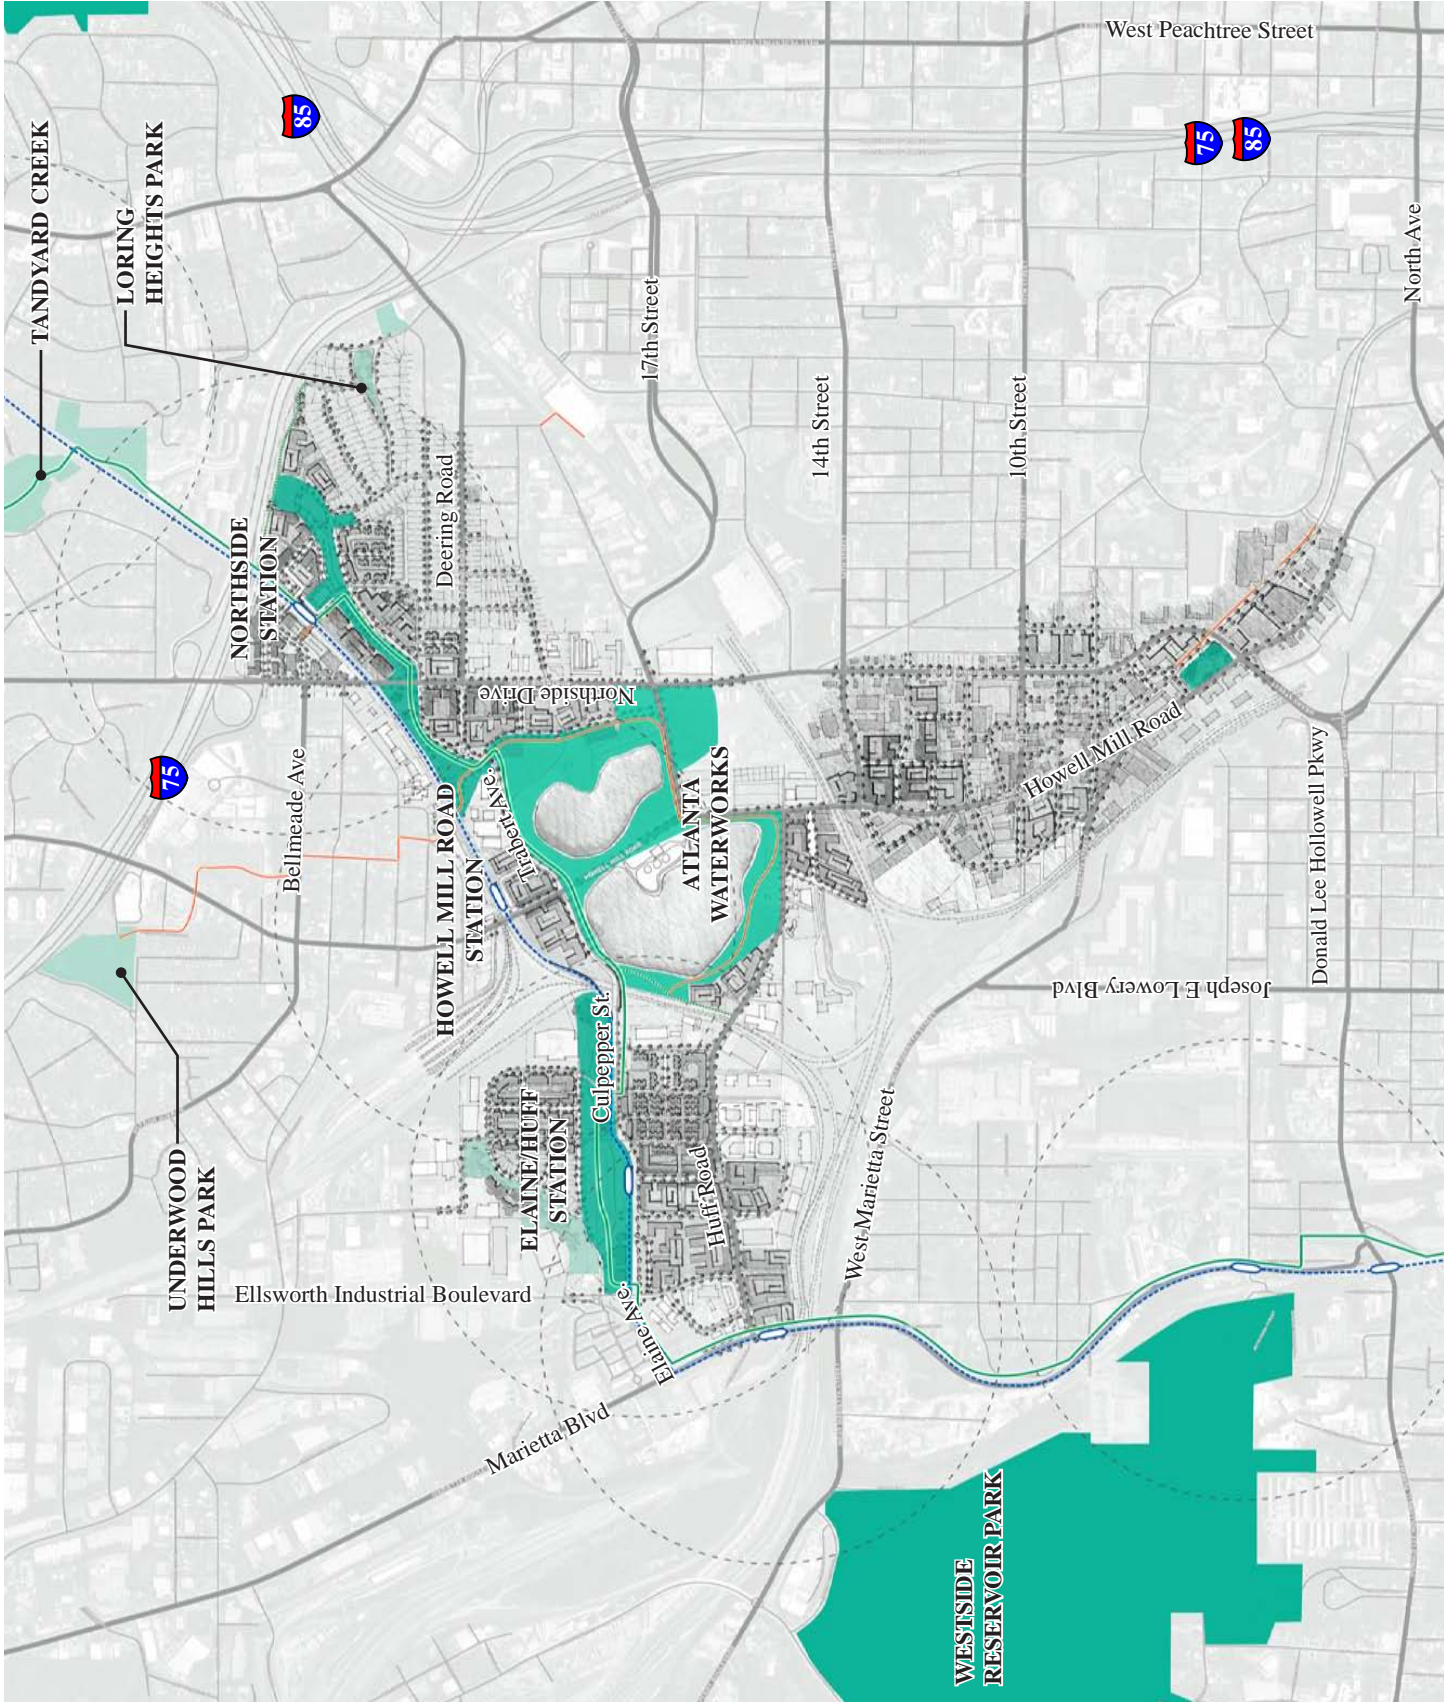 West Peachtree Street
TANDYARD CREEK
LORING
HEIGHTS PARK
85
75
85
North Ave
17th Street
14th Street
10th Street
Deering Road
NORTHSIDE
STATION
Northside Drive
75
Bellmeade Ave
HOWELL MILL ROAD
STATION
Trabert Ave.
HOWELL MILL ROAD
ATLANTA
WATERWORKS
Howell Mill Road
Donald Lee Hollowell Pkwy
Joseph E Lowery Blvd
Culpepper St.
ELAINE/HUFF
STATION
Huff Road
West Marietta Street
UNDERWOOD
HILLS PARK
Ellsworth Industrial Boulevard
Elaine Ave.
Marietta Blvd
WESTSIDE
RESERVOIR PARK